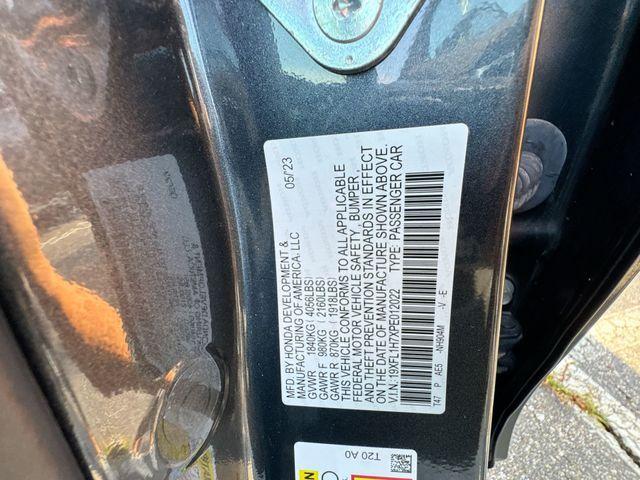 MFD. BY HONDA DEVELOPMENT &
MANUFACTURING OF AMERICA, LLC 05/23
GVWR 1840KG(4056LBS)
GAWR F 980KG(2160LBS)
GAWR R 870KG(1918LBS)
THIS VEHICLE CONFORMS TO ALL APPLICABLE
FEDERAL MOTOR VEHICLE SAFETY, BUMPER,
AND THEFT PREVENTION STANDARDS IN EFFECT
ON THE DATE OF MANUFACTURE SHOWN ABOVE.
V.I.N.:19XFL1H7XPE012022 TYPE: PASSENGER CAR
T47 P AE5 -NH904M -V -E
T20 A0